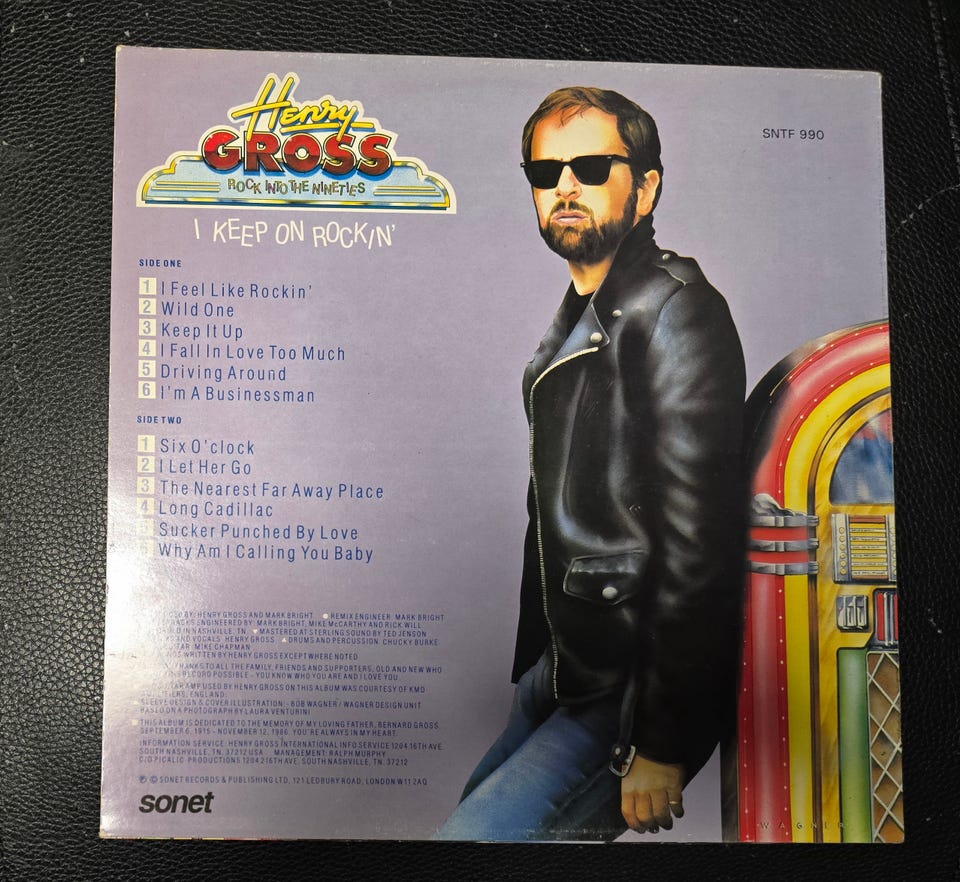 Henry
GROSS
ROCK INTO THE NINETIES
I KEEP ON ROCKIN'
SNTF 990
SIDE ONE
1 I Feel Like Rockin'
2 Wild One
3 Keep It Up
4 I Fall In Love Too Much
5 Driving Around
6 I'm A Businessman
SIDE TWO
1 Six O'clock
2 I Let Her Go
3 The Nearest Far Away Place
4 Long Cadillac
Sucker Punched By Love
Why Am I Calling You Baby
BY: HENRY GROSS AND MARK BRIGHT REMIX ENGINEER: MARK BRIGHT
ENGINEERED BY: MARK BRIGHT, MIKE McCARTHY AND RICK WILL
IN NASHVILLE, TN. MASTERED AT STERLING SOUND BY TED JENSON
AND VOCALS: HENRY GROSS DRUMS AND PERCUSSION: CHUCKY BURKE
MIKE CHAPMAN
WRITTEN BY HENRY GROSS EXCEPT WHERE NOTED
THANKS TO ALL THE FAMILY, FRIENDS AND SUPPORTERS, OLD AND NEW WHO
RECORD POSSIBLE - YOU KNOW WHO YOU ARE AND I LOVE YOU.
AMP USED BY HENRY GROSS ON THIS ALBUM WAS COURTESY OF KMD
ENGLAND.
SLEEVE DESIGN & COVER ILLUSTRATION - BOB WAGNER / WAGNER DESIGN UNIT
BASED ON A PHOTOGRAPH BY LAURA VENTURINI
THIS ALBUM IS DEDICATED TO THE MEMORY OF MY LOVING FATHER, BERNARD GROSS.
SEPTEMBER 6, 1915 - NOVEMBER 12, 1986. YOU'RE ALWAYS IN MY HEART.
INFORMATION SERVICE: HENRY GROSS INTERNATIONAL INFO SERVICE 1204 16TH AVE.
SOUTH NASHVILLE, TN. 37212 USA MANAGEMENT: RALPH MURPHY
C/O PICALIC PRODUCTIONS 1204 216TH AVE. SOUTH NASHVILLE, TN. 37212
℗ © SONET RECORDS & PUBLISHING LTD, 121 LEDBURY ROAD, LONDON W11 2AQ
sonet
WAGNER